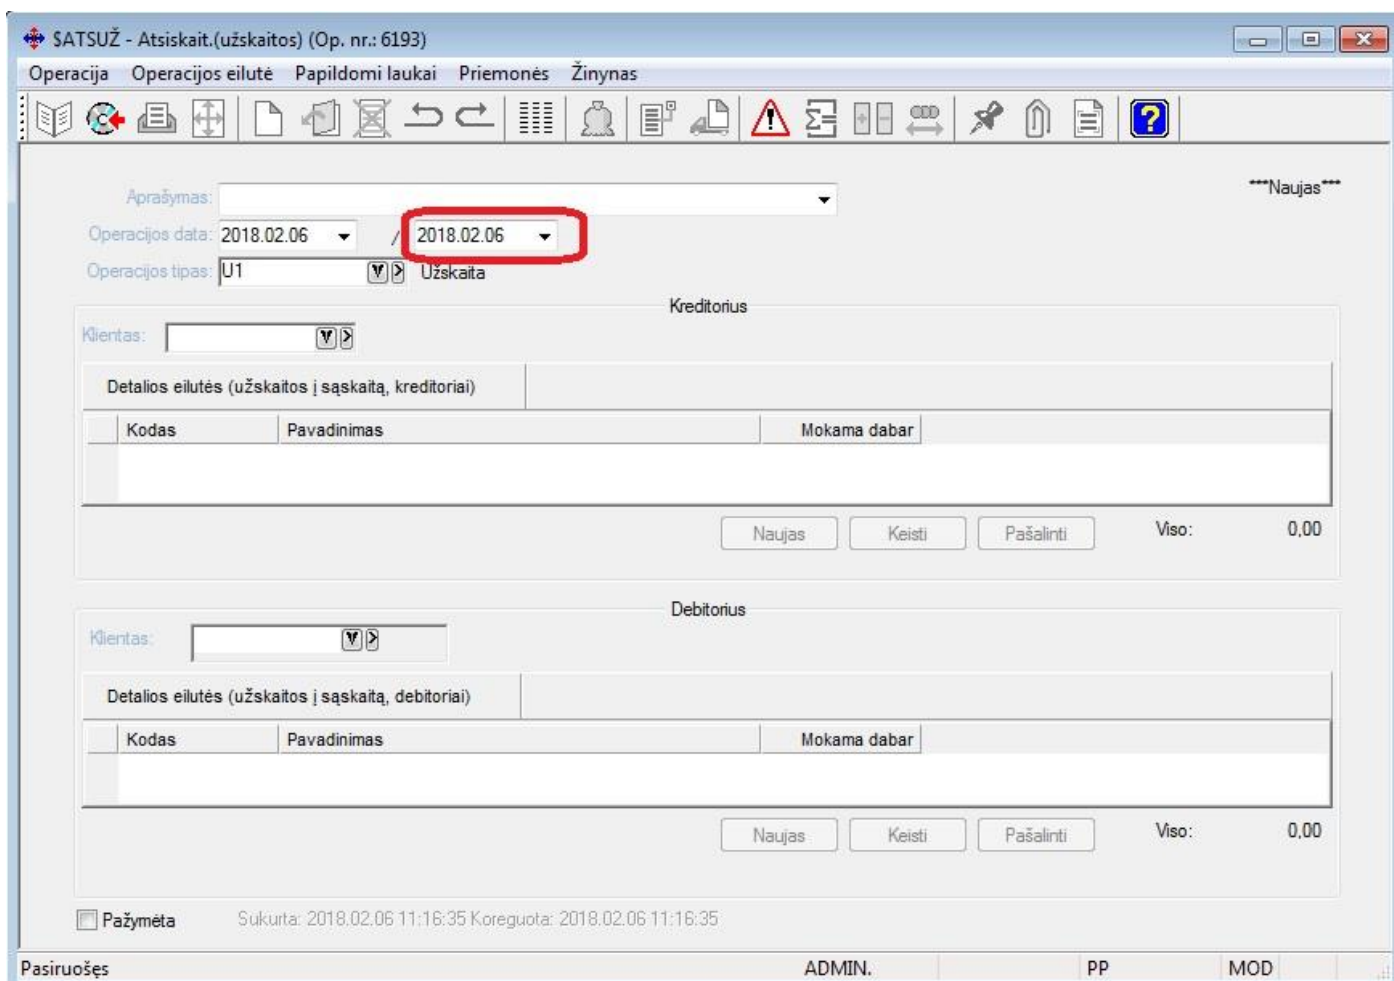 $ATSUŽ - Atsiskait.(užskaitos) (Op. nr.: 6193)
Operacija Operacijos eilutė Papildomi laukai Priemonės Žinynas
***Naujas***
Aprašymas:
Operacijos data: 2018.02.06 / 2018.02.06
Operacijos tipas: U1 Užskaita
Kreditorius
Klientas:
Detalios eilutės (užskaitos į sąskaitą, kreditoriai)
Kodas Pavadinimas Mokama dabar
Naujas Keisti Pašalinti Viso: 0,00
Debitorius
Klientas:
Detalios eilutės (užskaitos į sąskaitą, debitoriai)
Kodas Pavadinimas Mokama dabar
Naujas Keisti Pašalinti Viso: 0,00
Pažymėta Sukurta: 2018.02.06 11:16:35 Koreguota: 2018.02.06 11:16:35
Pasiruošęs ADMIN. PP MOD